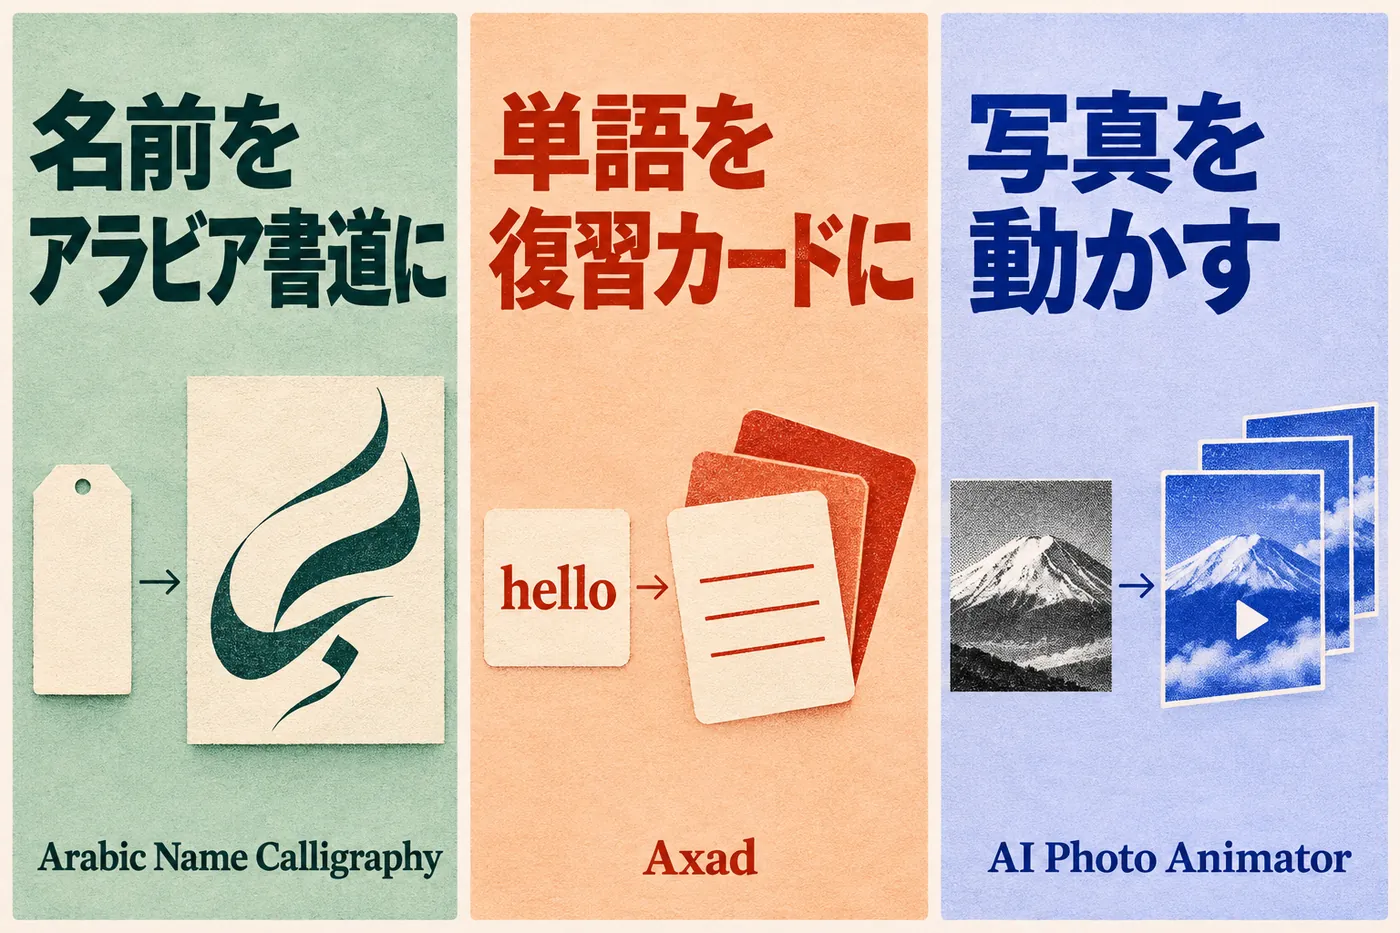 名前を
アラビア書道に
Arabic Name Calligraphy
単語を
復習カードに
hello
Axad
写真を
動かす
AI Photo Animator